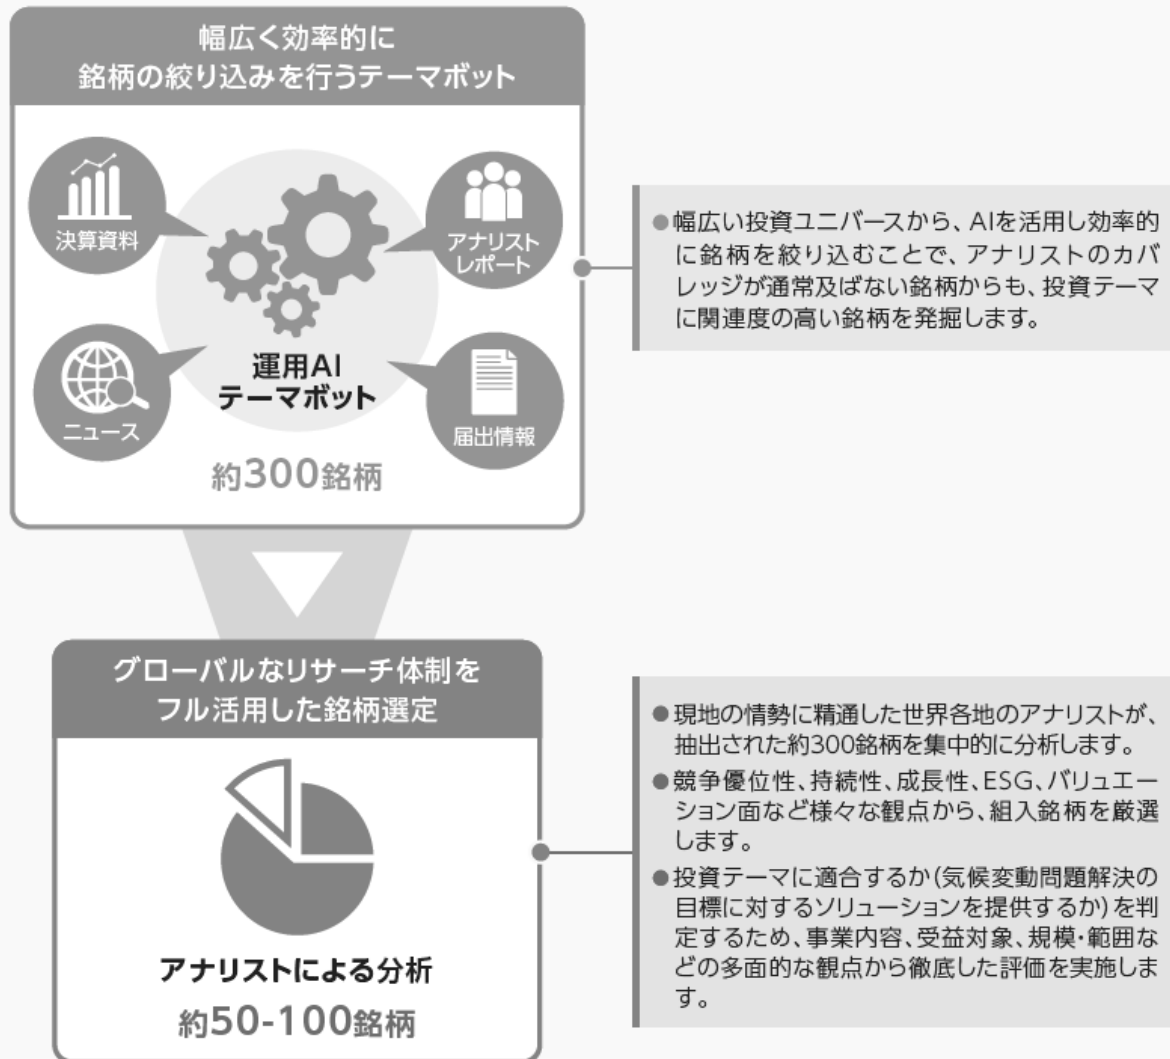 幅広く効率的に
銘柄の絞り込みを行うテーマボット
決算資料
アナリスト
レポート
ニュース
届出情報
運用AI
テーマボット
約300銘柄
●幅広い投資ユニバースから、AIを活用し効率的
に銘柄を絞り込むことで、アナリストのカバ
レッジが通常及ばない銘柄からも、投資テーマ
に関連度の高い銘柄を発掘します。
グローバルなリサーチ体制を
フル活用した銘柄選定
アナリストによる分析
約50-100銘柄
●現地の情勢に精通した世界各地のアナリストが、
抽出された約300銘柄を集中的に分析します。
●競争優位性、持続性、成長性、ESG、バリュエー
ション面など様々な観点から、組入銘柄を厳選
します。
●投資テーマに適合するか(気候変動問題解決の
目標に対するソリューションを提供するか)を判
定するため、事業内容、受益対象、規模・範囲な
どの多面的な観点から徹底した評価を実施しま
す。